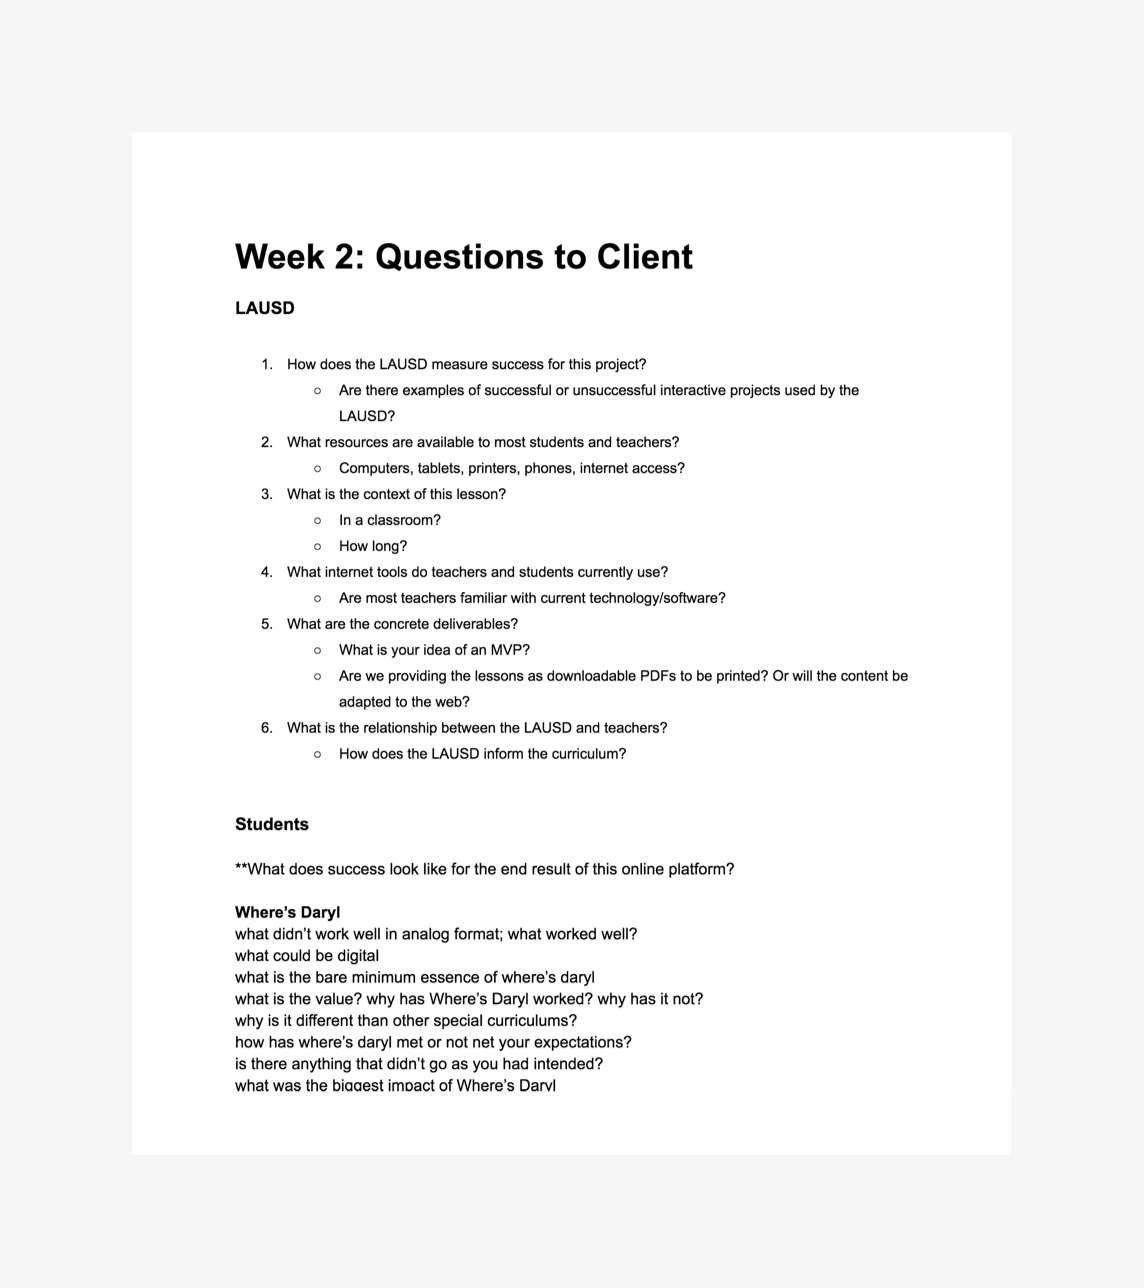 Week 2: Questions to Client
LAUSD
1. How does the LAUSD measure success for this project?
○ Are there examples of successful or unsuccessful interactive projects used by the
LAUSD?
2. What resources are available to most students and teachers?
○ Computers, tablets, printers, phones, internet access?
3. What is the context of this lesson?
○ In a classroom?
○ How long?
4. What internet tools do teachers and students currently use?
○ Are most teachers familiar with current technology/software?
5. What are the concrete deliverables?
○ What is your idea of an MVP?
○ Are we providing the lessons as downloadable PDFs to be printed? Or will the content be
adapted to the web?
6. What is the relationship between the LAUSD and teachers?
○ How does the LAUSD inform the curriculum?
Students
**What does success look like for the end result of this online platform?
Where’s Daryl
what didn’t work well in analog format; what worked well?
what could be digital
what is the bare minimum essence of where’s daryl
what is the value? why has Where’s Daryl worked? why has it not?
why is it different than other special curriculums?
how has where’s daryl met or not net your expectations?
is there anything that didn’t go as you had intended?
what was the biggest impact of Where’s Daryl